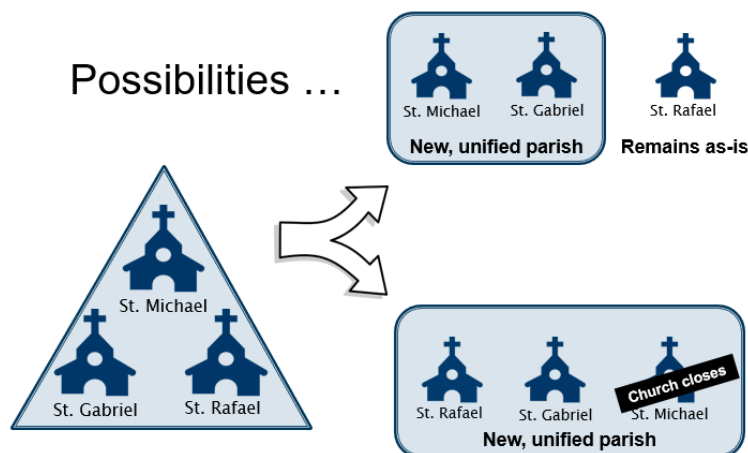 Possibilities …
St. Michael
St. Gabriel
St. Rafael
New, unified parish
Remains as-is
St. Michael
St. Gabriel
St. Rafael
St. Rafael
St. Gabriel
Church closes
St. Michael
New, unified parish